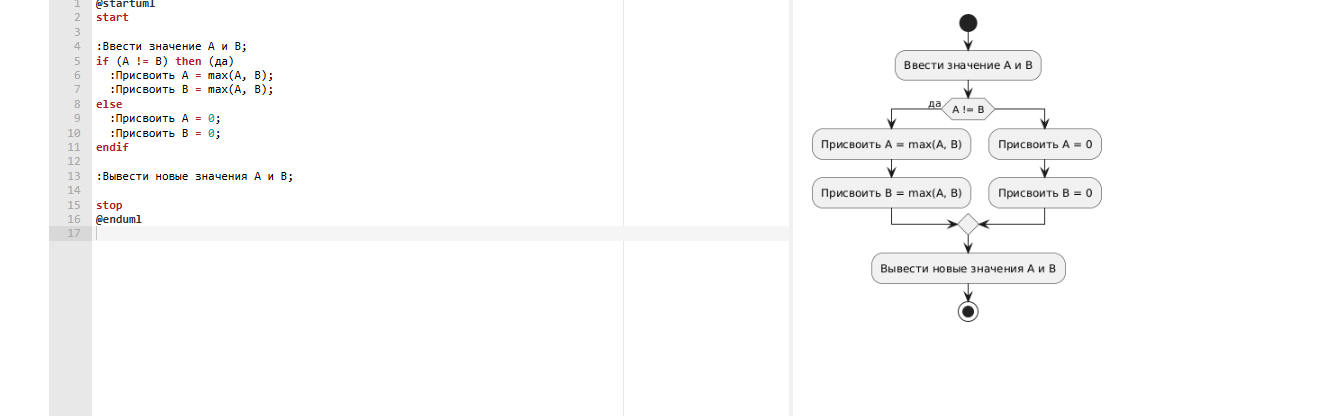 1 @startuml
2 start
3
4 :Ввести значение A и B;
5 if (A != B) then (да)
6 :Присвоить A = max(A, B);
7 :Присвоить B = max(A, B);
8 else
9 :Присвоить A = 0;
10 :Присвоить B = 0;
11 endif
12
13 :Вывести новые значения A и B;
14
15 stop
16 @enduml
17
Ввести значение A и B
да
A != B
Присвоить A = max(A, B)
Присвоить A = 0
Присвоить B = max(A, B)
Присвоить B = 0
Вывести новые значения A и B